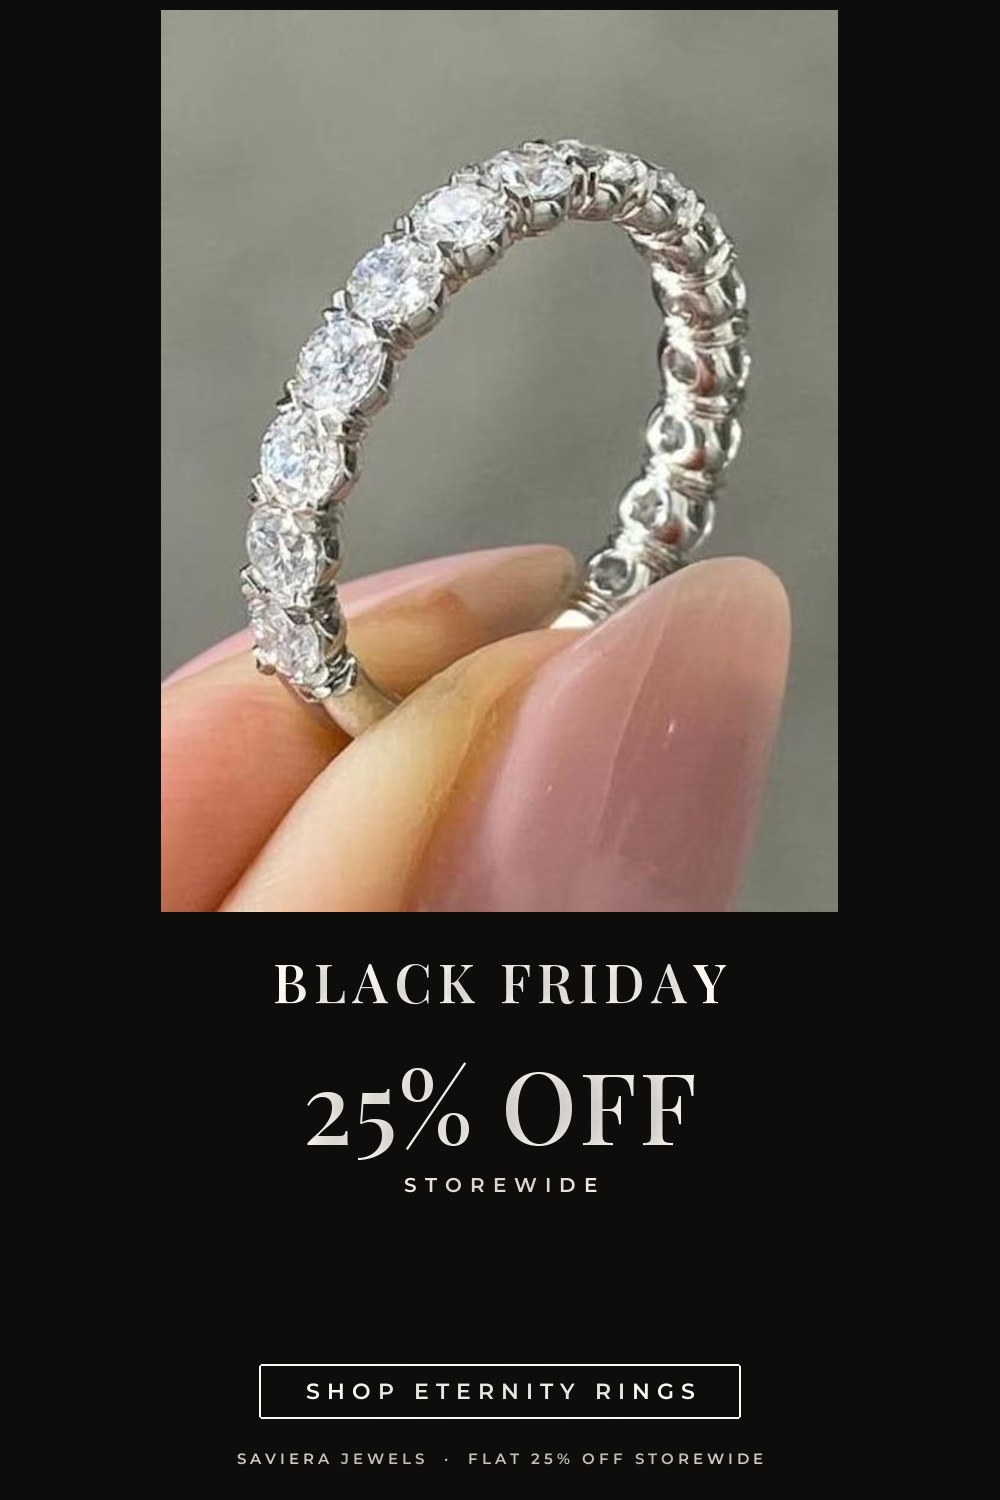 BLACK FRIDAY
25% OFF
STOREWIDE
SHOP ETERNITY RINGS
SAVIERA JEWELS · FLAT 25% OFF STOREWIDE